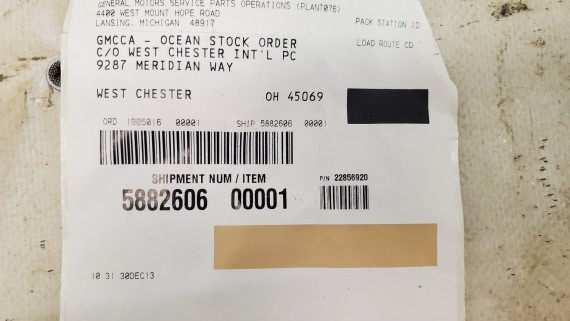 GENERAL MOTORS SERVICE PARTS OPERATIONS (PLANT076)
4400 WEST MOUNT HOPE ROAD
LANSING, MICHIGAN 48917
PACK STATION ID
GMCCA - OCEAN STOCK ORDER
LOAD ROUTE CD
C/O WEST CHESTER INT'L PC
9287 MERIDIAN WAY
WEST CHESTER OH 45069
ORD 1905016 00001 SHIP 5882606 00001
SHIPMENT NUM / ITEM
P/N 22856920
5882606 00001
10 31 30DEC13